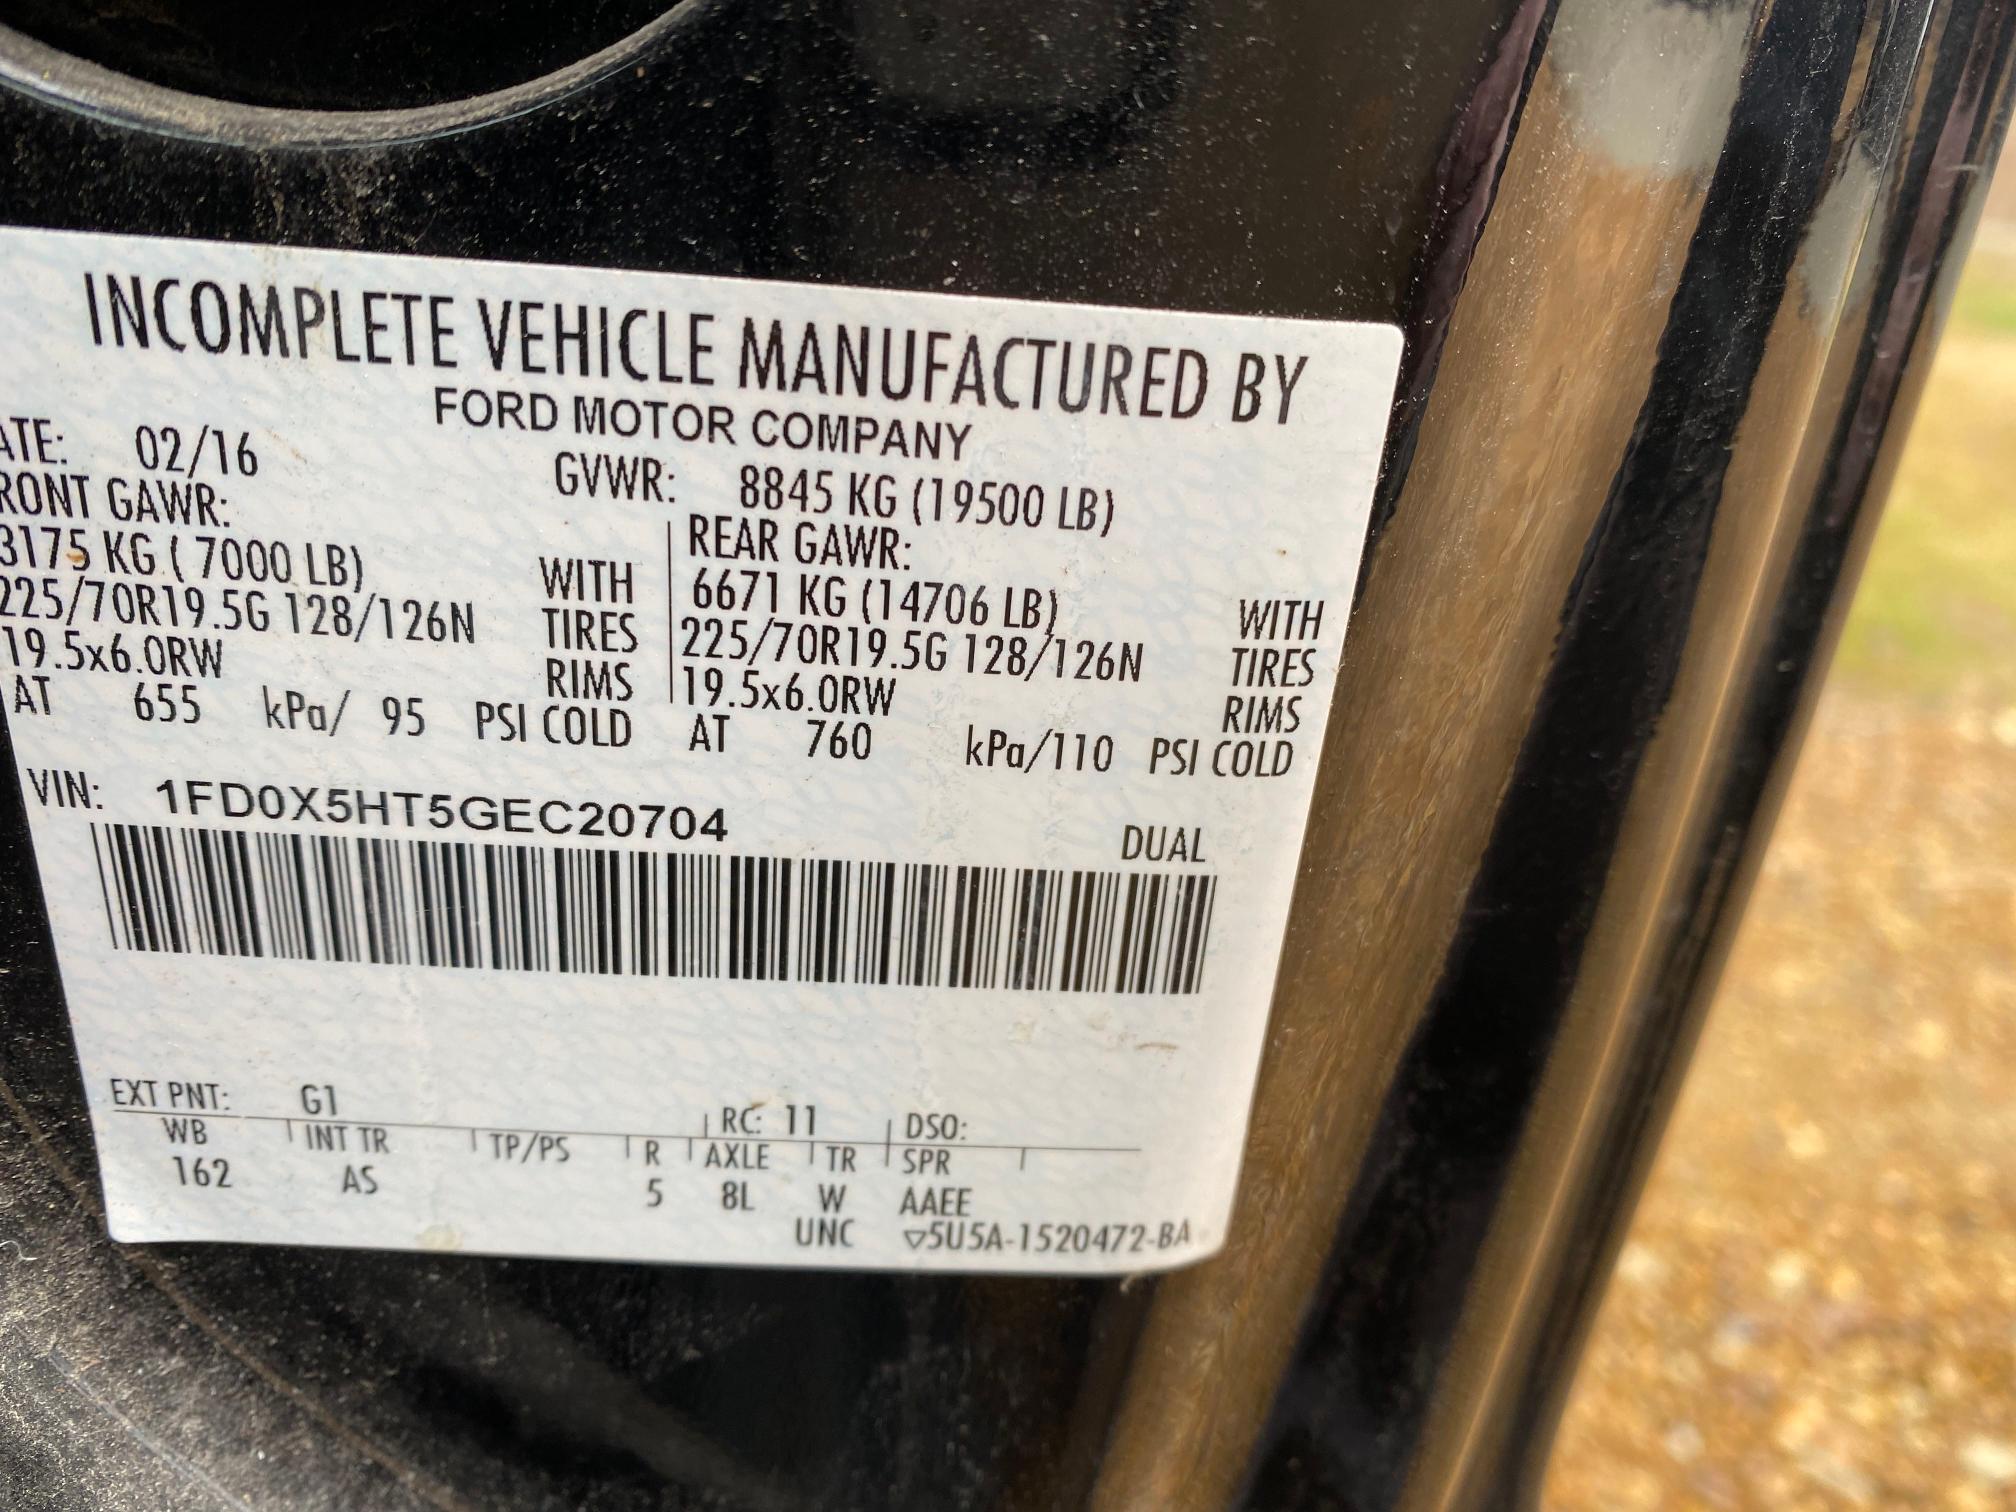 INCOMPLETE VEHICLE MANUFACTURED BY
FORD MOTOR COMPANY
ATE: 02/16 GVWR: 8845 KG (19500 LB)
RONT GAWR: REAR GAWR:
3175 KG ( 7000 LB) WITH 6671 KG (14706 LB) WITH
225/70R19.5G 128/126N TIRES 225/70R19.5G 128/126N TIRES
19.5x6.0RW RIMS 19.5x6.0RW RIMS
AT 655 kPa/ 95 PSI COLD AT 760 kPa/110 PSI COLD
VIN: 1FD0X5HT5GEC20704
DUAL
EXT PNT: G1 RC: 11 DSO:
WB INT TR TP/PS R AXLE TR SPR
162 AS 5 8L W AAEE
UNC ▽5U5A-1520472-BA